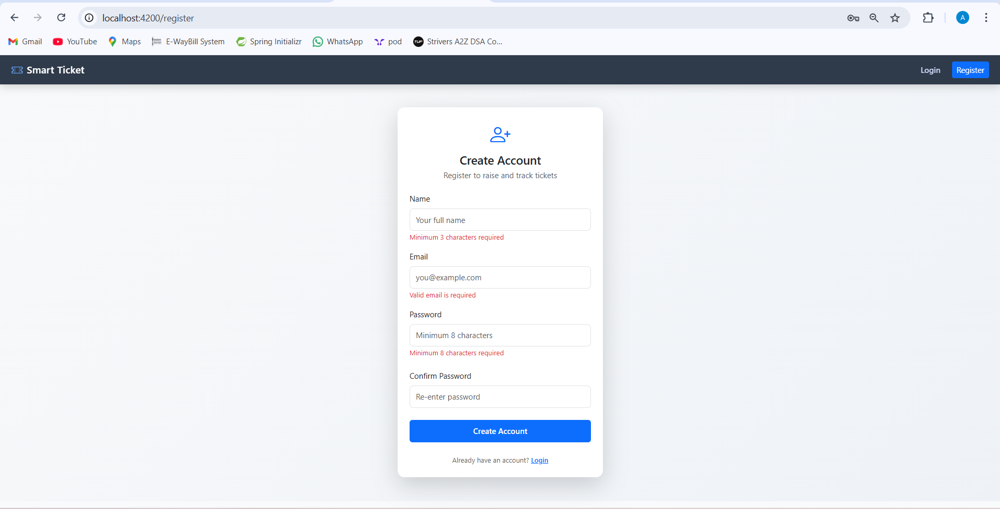 localhost:4200/register
A
Gmail YouTube Maps E-WayBill System Spring Initializr WhatsApp pod TUF Strivers A2Z DSA Co...
Smart Ticket Login Register
Create Account
Register to raise and track tickets
Name
Your full name
Minimum 3 characters required
Email
you@example.com
Valid email is required
Password
Minimum 8 characters
Minimum 8 characters required
Confirm Password
Re-enter password
Create Account
Already have an account? Login